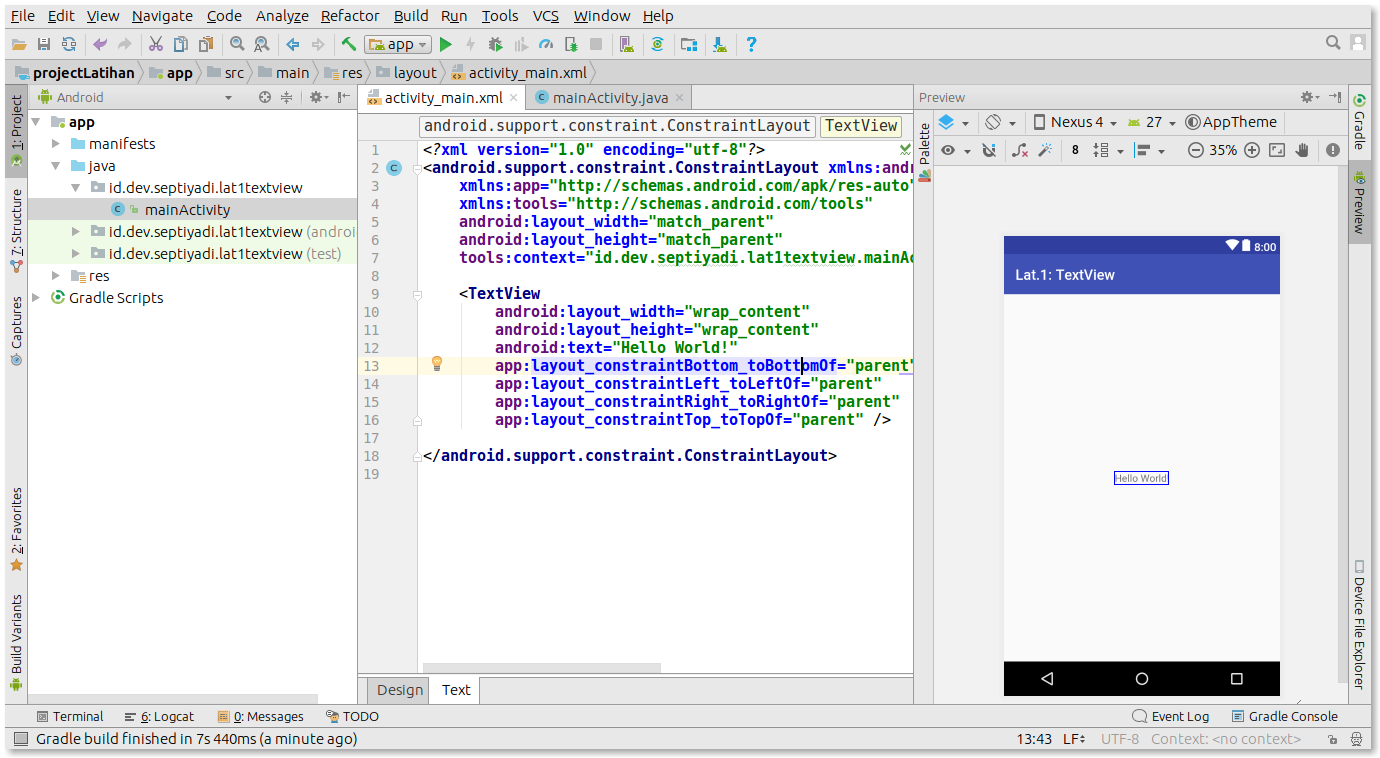 File Edit View Navigate Code Analyze Refactor Build Run Tools VCS Window Help
app
projectLatihan app src main res layout activity_main.xml
1: Project
7: Structure
Captures
2: Favorites
Build Variants
Android
app
manifests
java
id.dev.septiyadi.lat1textview
mainActivity
id.dev.septiyadi.lat1textview (androi
id.dev.septiyadi.lat1textview (test)
res
Gradle Scripts
activity_main.xml mainActivity.java
android.support.constraint.ConstraintLayout TextView
1 <?xml version="1.0" encoding="utf-8"?>
2 <android.support.constraint.ConstraintLayout xmlns:andr
3 xmlns:app="http://schemas.android.com/apk/res-auto"
4 xmlns:tools="http://schemas.android.com/tools"
5 android:layout_width="match_parent"
6 android:layout_height="match_parent"
7 tools:context="id.dev.septiyadi.lat1textview.mainAc
8
9 <TextView
10 android:layout_width="wrap_content"
11 android:layout_height="wrap_content"
12 android:text="Hello World!"
13 app:layout_constraintBottom_toBottomOf="parent"
14 app:layout_constraintLeft_toLeftOf="parent"
15 app:layout_constraintRight_toRightOf="parent"
16 app:layout_constraintTop_toTopOf="parent" />
17
18 </android.support.constraint.ConstraintLayout>
19
Design Text
Preview
Palette
Nexus 4 27 AppTheme
8 35%
8:00
Lat.1: TextView
Hello World!
Gradle
Preview
Device File Explorer
Terminal 6: Logcat 0: Messages TODO Event Log Gradle Console
Gradle build finished in 7s 440ms (a minute ago) 13:43 LF UTF-8 Context: <no context>